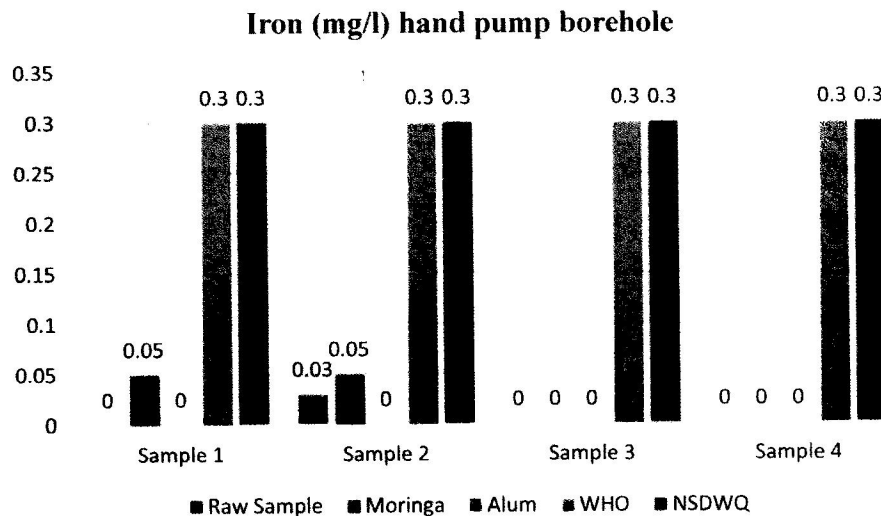 Iron (mg/l) hand pump borehole
0.35
0.3
0.25
0.2
0.15
0.1
0.05
0
0 0.05 0 0.3 0.3
0.03 0.05 0 0.3 0.3
0 0 0 0.3 0.3
0 0 0 0.3 0.3
Sample 1 Sample 2 Sample 3 Sample 4
Raw Sample Moringa Alum WHO NSDWQ